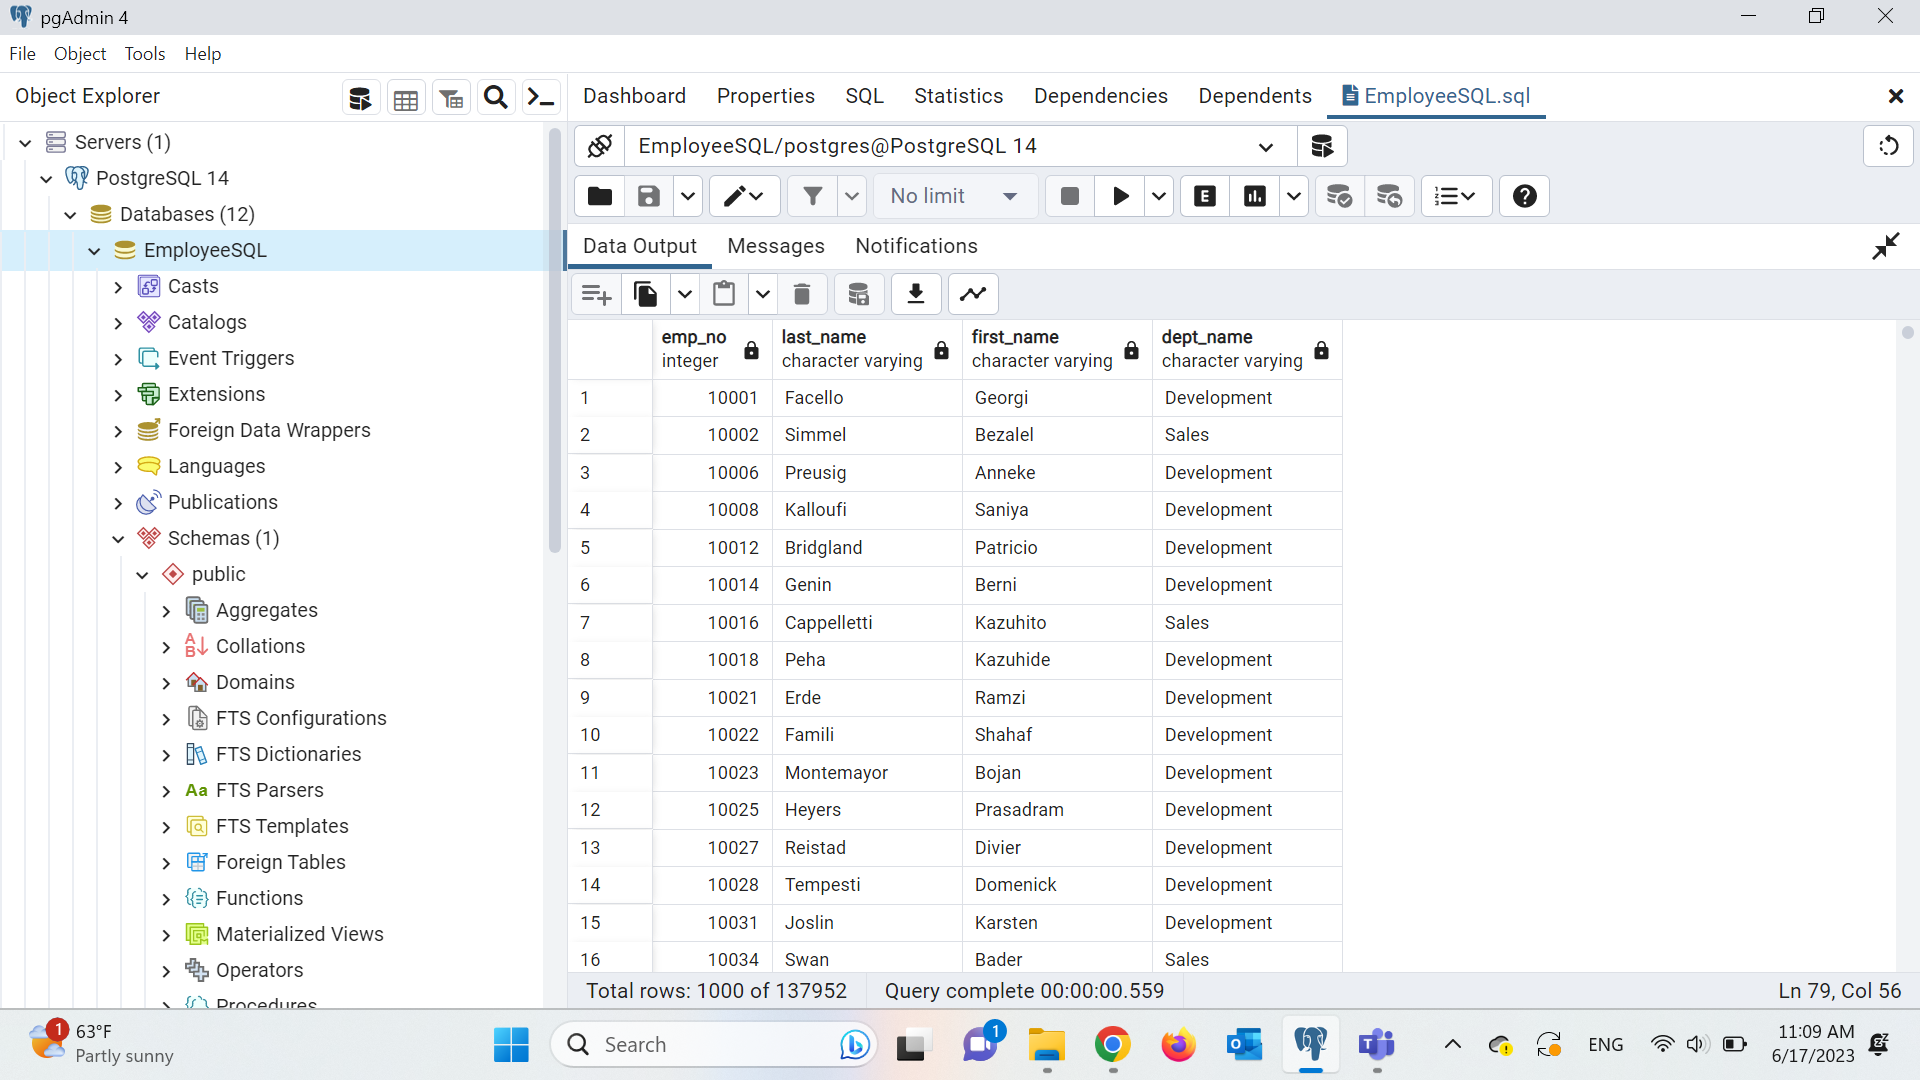 pgAdmin 4
File Object Tools Help
Object Explorer
Dashboard Properties SQL Statistics Dependencies Dependents EmployeeSQL.sql
Servers (1)
PostgreSQL 14
Databases (12)
EmployeeSQL
Casts
Catalogs
Event Triggers
Extensions
Foreign Data Wrappers
Languages
Publications
Schemas (1)
public
Aggregates
Collations
Domains
FTS Configurations
FTS Dictionaries
Aa FTS Parsers
FTS Templates
Foreign Tables
Functions
Materialized Views
Operators
Procedures
EmployeeSQL/postgres@PostgreSQL 14
No limit
E
Data Output Messages Notifications
emp_no last_name first_name dept_name
integer character varying character varying character varying
1 10001 Facello Georgi Development
2 10002 Simmel Bezalel Sales
3 10006 Preusig Anneke Development
4 10008 Kalloufi Saniya Development
5 10012 Bridgland Patricio Development
6 10014 Genin Berni Development
7 10016 Cappelletti Kazuhito Sales
8 10018 Peha Kazuhide Development
9 10021 Erde Ramzi Development
10 10022 Famili Shahaf Development
11 10023 Montemayor Bojan Development
12 10025 Heyers Prasadram Development
13 10027 Reistad Divier Development
14 10028 Tempesti Domenick Development
15 10031 Joslin Karsten Development
16 10034 Swan Bader Sales
Total rows: 1000 of 137952 Query complete 00:00:00.559 Ln 79, Col 56
1 63°F
Partly sunny
Search
1
ENG
11:09 AM
6/17/2023